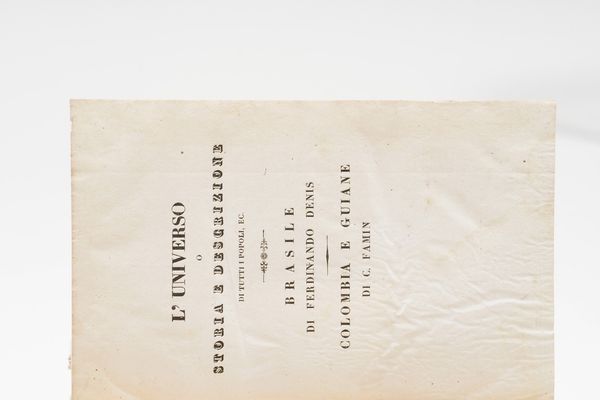 L' UNIVERSO
O
STORIA E DESCRIZIONE
DI TUTTI I POPOLI, EC.
BRASILE
DI FERDINANDO DENIS
COLOMBIA E GUIANE
DI C. FAMIN